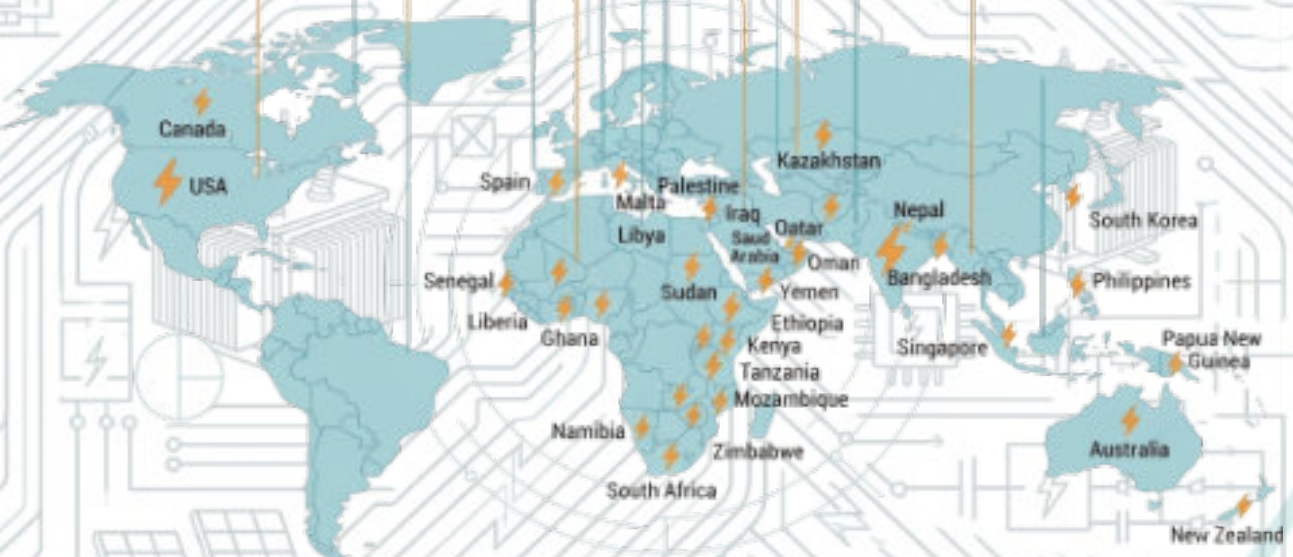 Canada
USA
Spain
Malta
Palestine
Kazakhstan
Iraq
Libya
Saud
Arabia
Qatar
Oman
Nepal
Bangladesh
South Korea
Senegal
Sudan
Yemen
Philippines
Liberia
Ghana
Ethiopia
Kenya
Singapore
Papua New
Guinea
Tanzania
Mozambique
Namibia
Zimbabwe
South Africa
Australia
New Zealand